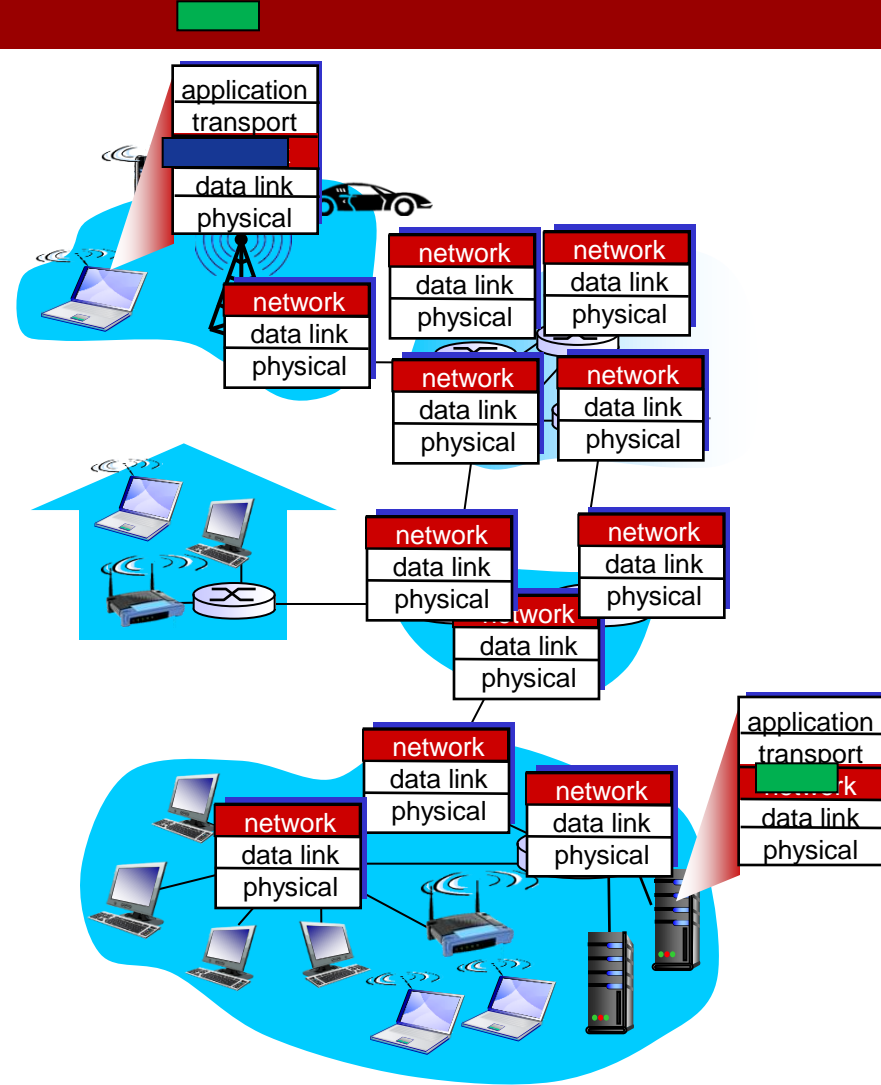 application
transport
data link
physical
network
data link
physical
network
data link
physical
network
data link
physical
network
data link
physical
network
data link
physical
network
data link
physical
network
data link
physical
data link
physical
network
data link
physical
application
transport
data link
physical
network
data link
physical
network
data link
physical